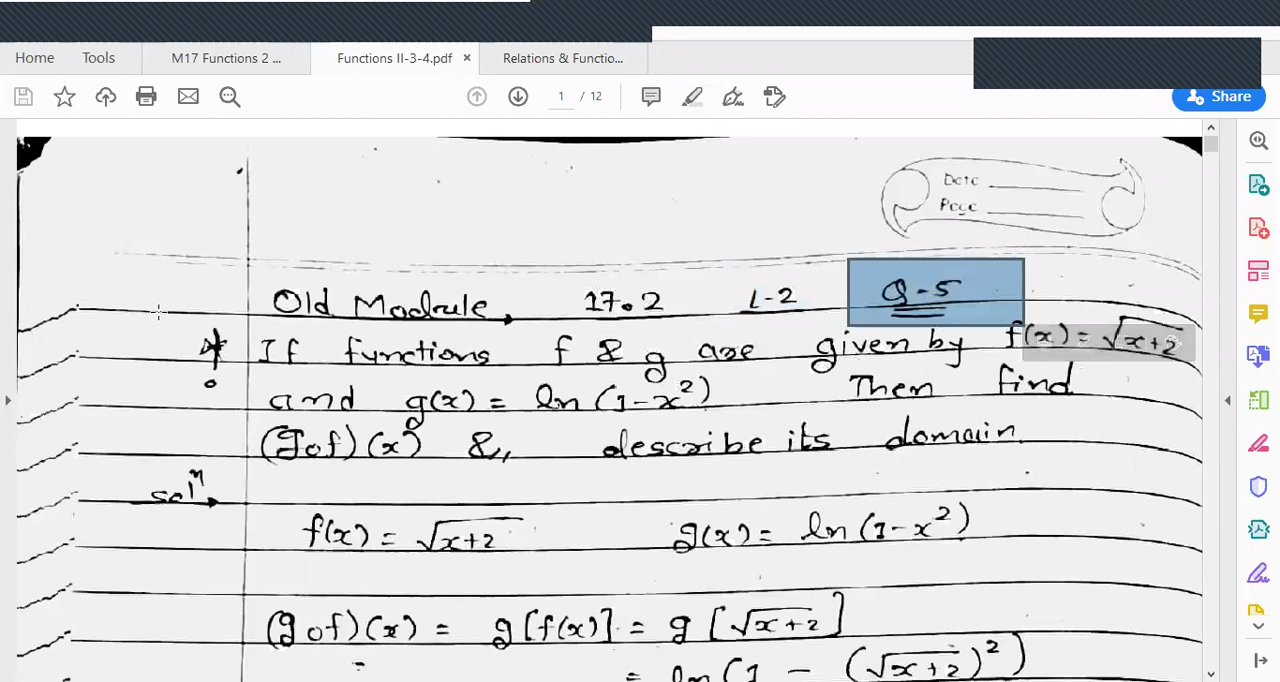 Home Tools M17 Functions 2 ... Functions II-3-4.pdf × Relations & Functio...
1 / 12
Share
Date
Page
Old Module 17.2 L-2 Q-5
If functions f & g are given by f(x) = √x+2
and g(x) = ln (1-x²) Then find
(gof)(x) &, describe its domain.
solⁿ
f(x) = √x+2 g(x) = ln (1-x²)
(gof)(x) = g[f(x)] = g[√x+2]
= = ln(1 - (√x+2)²)